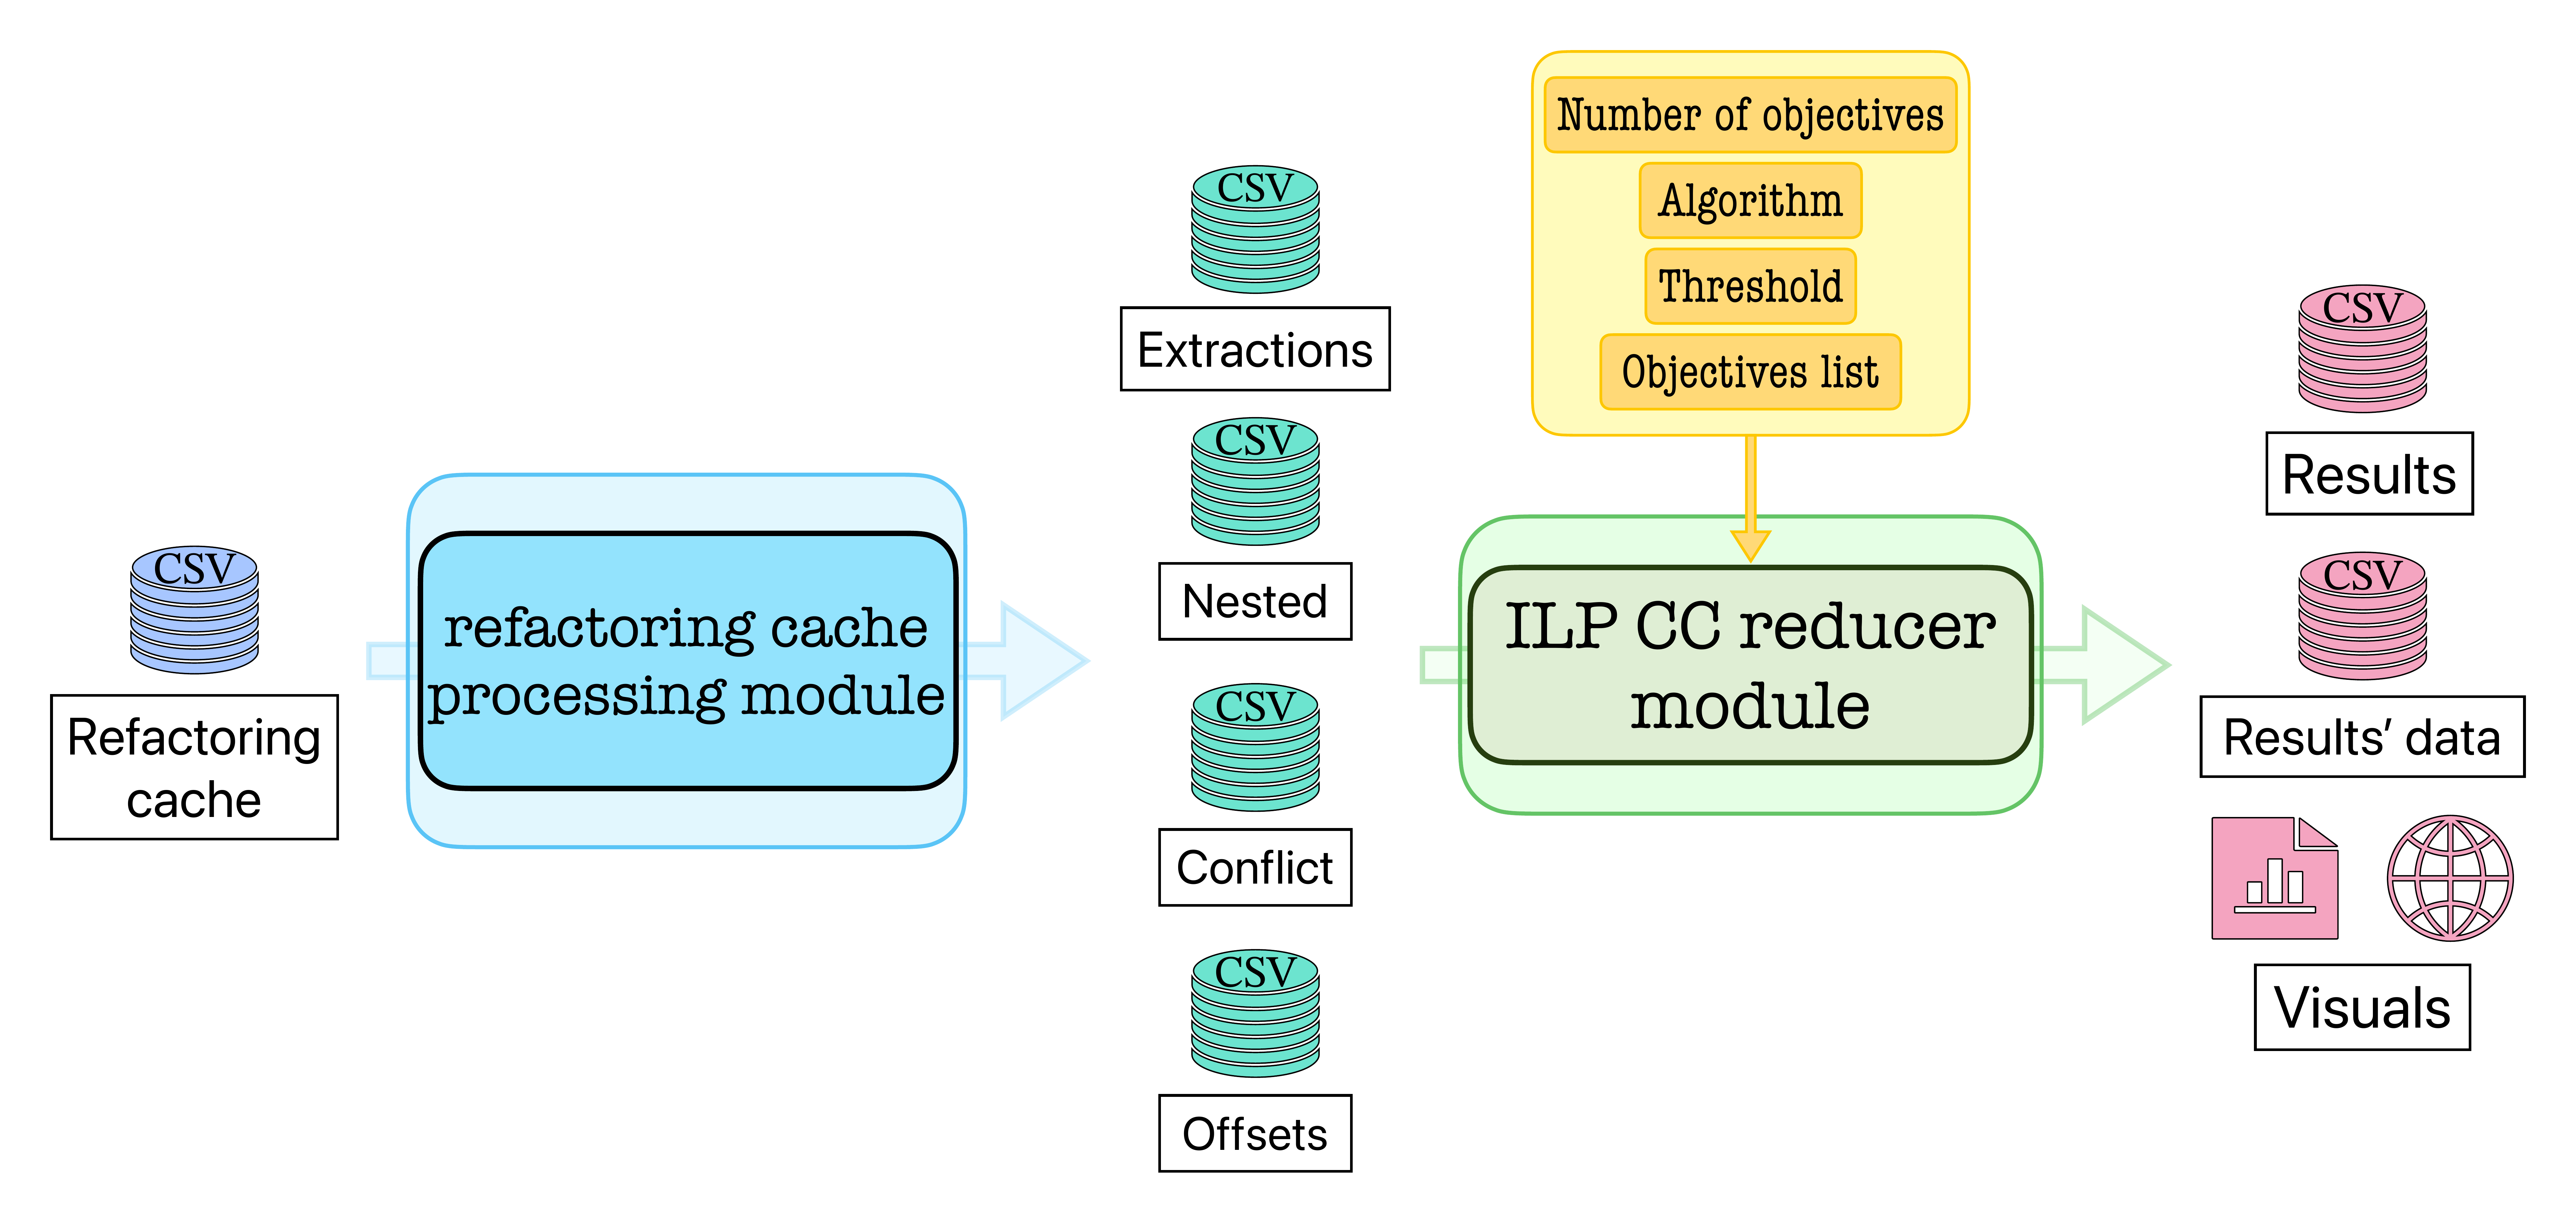 CSV
Refactoring
cache
refactoring cache
processing module
CSV
Extractions
CSV
Nested
CSV
Conflict
CSV
Offsets
Number of objectives
Algorithm
Threshold
Objectives list
ILP CC reducer
module
CSV
Results
CSV
Results’ data
Visuals